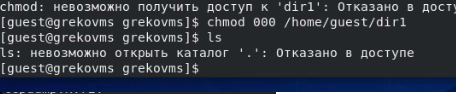 chmod: невозможно получить доступ к 'dir1': Отказано в дост
[guest@grekovms grekovms]$ chmod 000 /home/guest/dir1
[guest@grekovms grekovms]$ ls
ls: невозможно открыть каталог '.': Отказано в доступе
[guest@grekovms grekovms]$